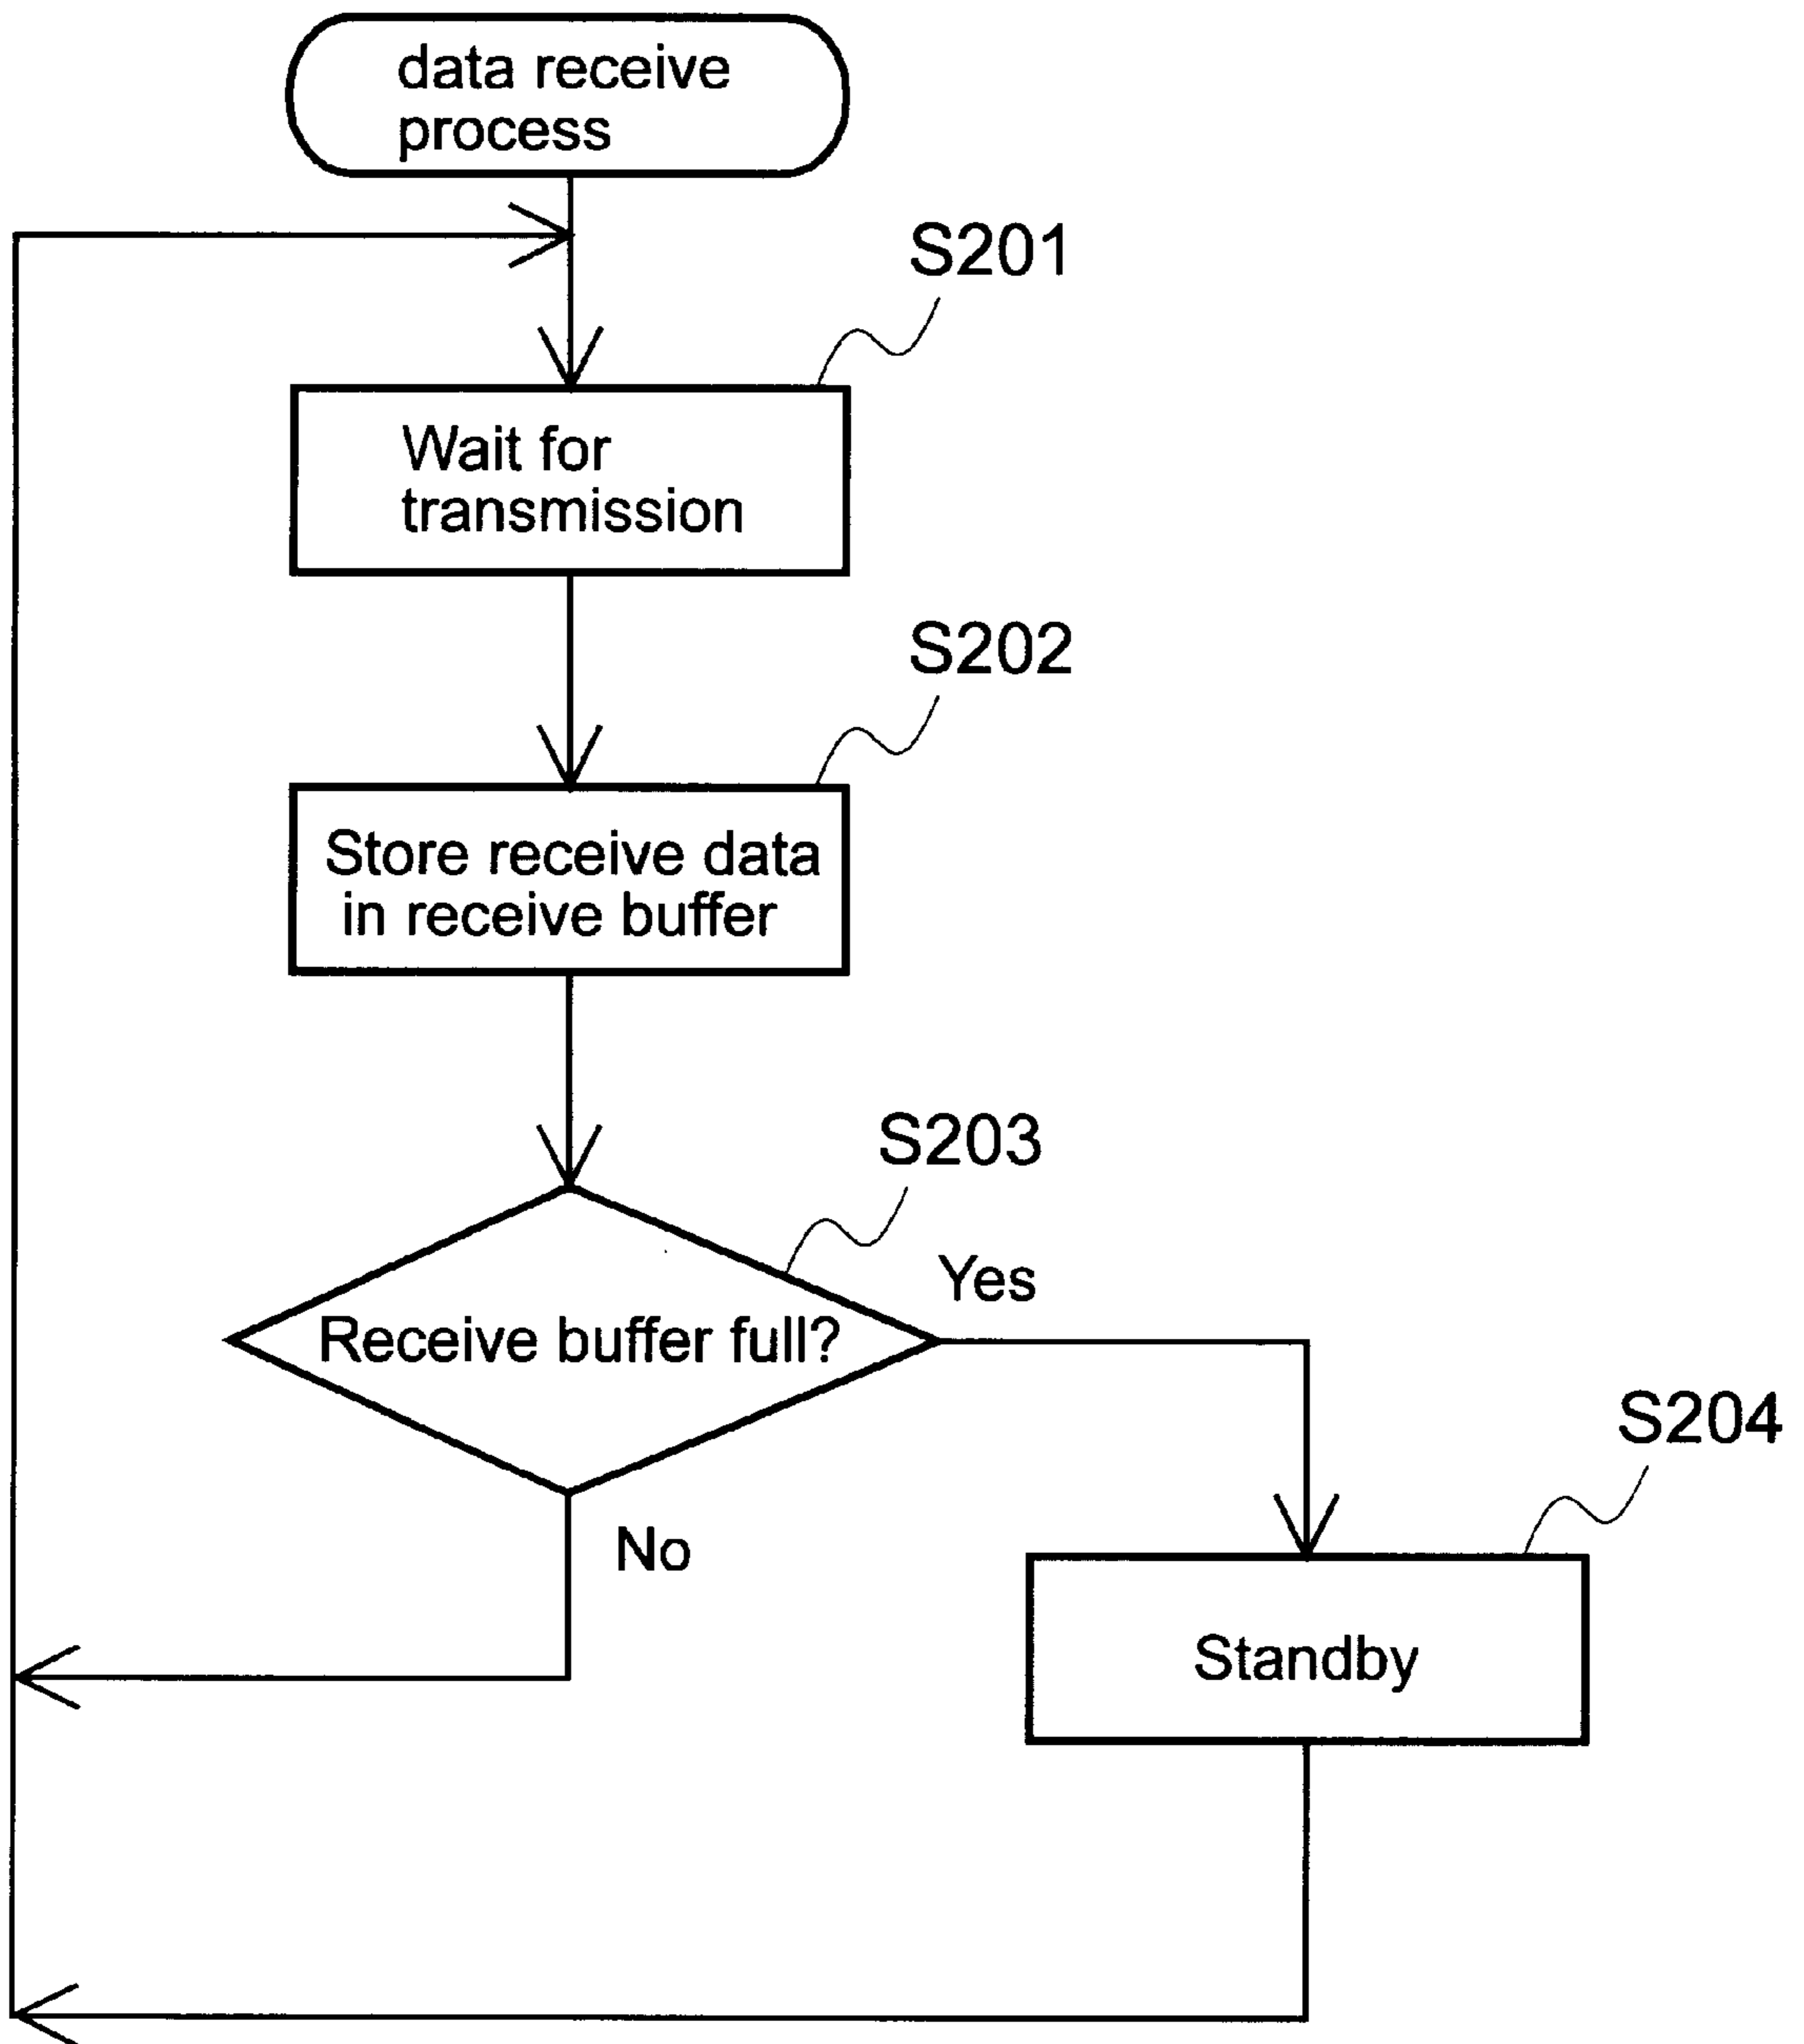 data receive
process
S201
Wait for
transmission
S202
Store receive data
in receive buffer
S203
Yes
Receive buffer full?
S204
No
Standby